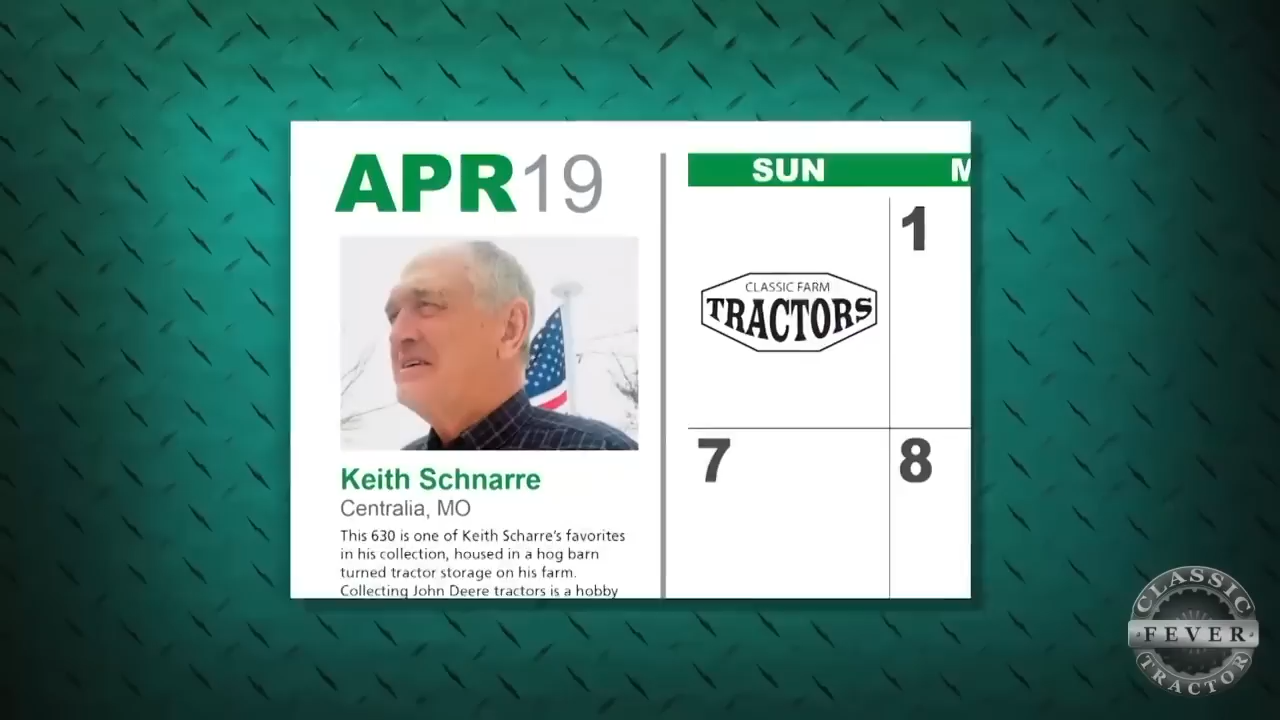 APR19
Keith Schnarre
Centralia, MO
This 630 is one of Keith Scharre's favorites
in his collection, housed in a hog barn
turned tractor storage on his farm.
Collecting John Deere tractors is a hobby
SUN M
1
CLASSIC FARM
TRACTORS
7 8
CLASSIC
FEVER
TRACTOR